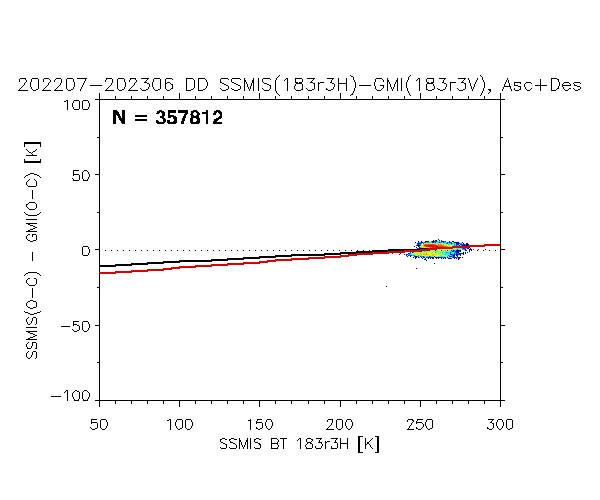 202207-202306 DD SSMIS(183r3H)-GMI(183r3V), Asc+Des
N = 357812
SSMIS(O-C) - GMI(O-C) [K]
100
50
0
-50
-100
50 100 150 200 250 300
SSMIS BT 183r3H [K]